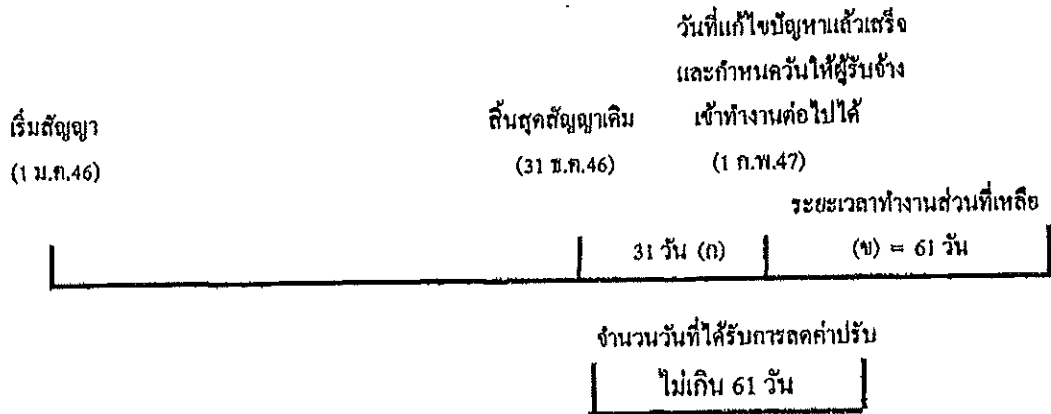 วันที่แก้ไขปัญหาแล้วเสร็จ
และกำหนดวันให้ผู้รับจ้าง
เริ่มสัญญา สิ้นสุดสัญญาเดิม เข้าทำงานต่อไปได้
(1 ม.ค.46) (31 ธ.ค.46) (1 ก.พ.47)
ระยะเวลาทำงานส่วนที่เหลือ
31 วัน (ก) (ข) = 61 วัน
จำนวนวันที่ได้รับการลดค่าปรับ
ไม่เกิน 61 วัน